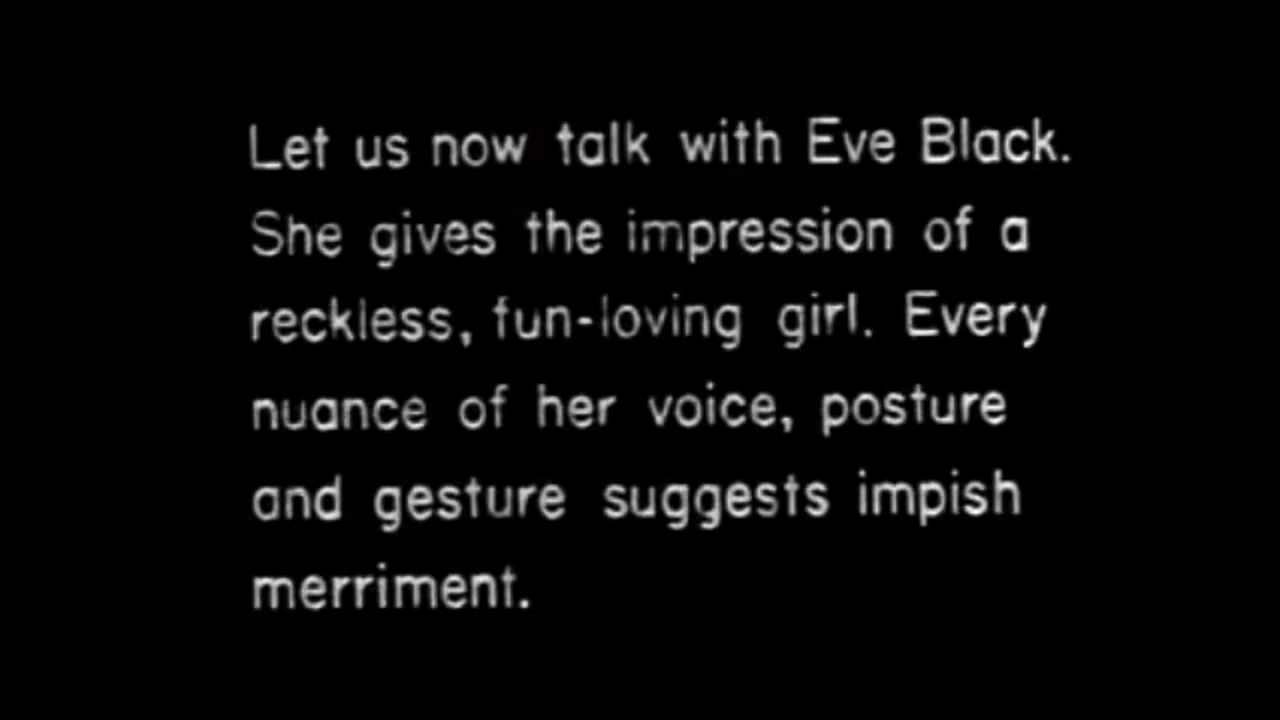 Let us now talk with Eve Black.
She gives the impression of a
reckless, fun-loving girl. Every
nuance of her voice, posture
and gesture suggests impish
merriment.